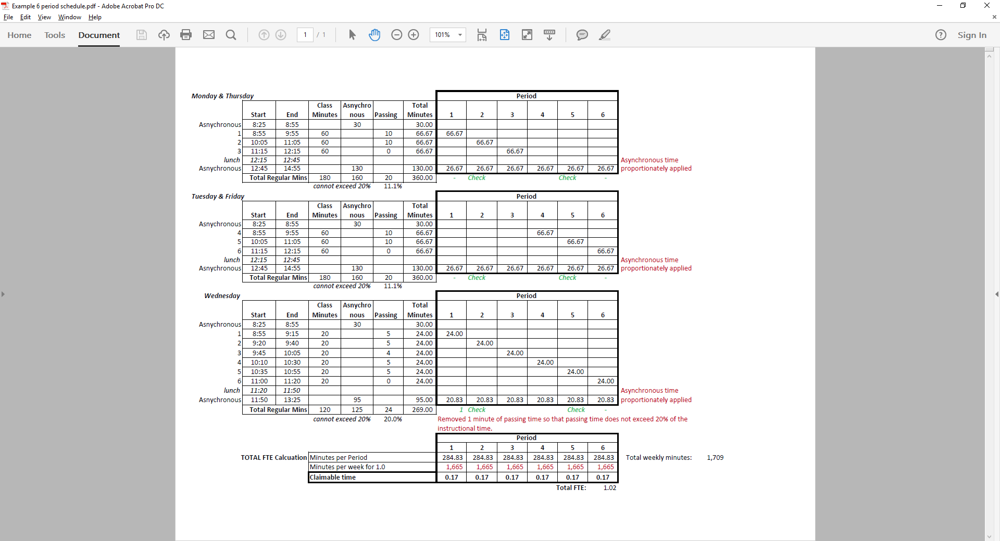 Example 6 period schedule.pdf - Adobe Acrobat Pro DC
File Edit View Window Help
Home Tools Document 1 / 1 101% Sign In
Monday & Thursday Period
Class Asnychro Total
Start End Minutes nous Passing Minutes 1 2 3 4 5 6
Asnychronous 8:25 8:55 30 30.00
1 8:55 9:55 60 10 66.67 66.67
2 10:05 11:05 60 10 66.67 66.67
3 11:15 12:15 60 0 66.67 66.67
lunch 12:15 12:45 Asynchronous time
Asnychronous 12:45 14:55 130 130.00 26.67 26.67 26.67 26.67 26.67 26.67 proportionately applied
Total Regular Mins 180 160 20 360.00 - Check Check -
cannot exceed 20% 11.1%
Tuesday & Friday Period
Class Asnychro Total
Start End Minutes nous Passing Minutes 1 2 3 4 5 6
Asnychronous 8:25 8:55 30 30.00
4 8:55 9:55 60 10 66.67 66.67
5 10:05 11:05 60 10 66.67 66.67
6 11:15 12:15 60 0 66.67 66.67
lunch 12:15 12:45 Asynchronous time
Asnychronous 12:45 14:55 130 130.00 26.67 26.67 26.67 26.67 26.67 26.67 proportionately applied
Total Regular Mins 180 160 20 360.00 - Check Check -
cannot exceed 20% 11.1%
Wednesday Period
Class Asnychro Total
Start End Minutes nous Passing Minutes 1 2 3 4 5 6
Asnychronous 8:25 8:55 30 30.00
1 8:55 9:15 20 5 24.00 24.00
2 9:20 9:40 20 5 24.00 24.00
3 9:45 10:05 20 4 24.00 24.00
4 10:10 10:30 20 5 24.00 24.00
5 10:35 10:55 20 5 24.00 24.00
6 11:00 11:20 20 0 24.00 24.00
lunch 11:20 11:50 Asynchronous time
Asnychronous 11:50 13:25 95 95.00 20.83 20.83 20.83 20.83 20.83 20.83 proportionately applied
Total Regular Mins 120 125 24 269.00 1 Check Check -
cannot exceed 20% 20.0% Removed 1 minute of passing time so that passing time does not exceed 20% of the
instructional time.
Period
1 2 3 4 5 6
TOTAL FTE Calcuation Minutes per Period 284.83 284.83 284.83 284.83 284.83 284.83 Total weekly minutes: 1,709
Minutes per week for 1.0 1,665 1,665 1,665 1,665 1,665 1,665
Claimable time 0.17 0.17 0.17 0.17 0.17 0.17
Total FTE: 1.02